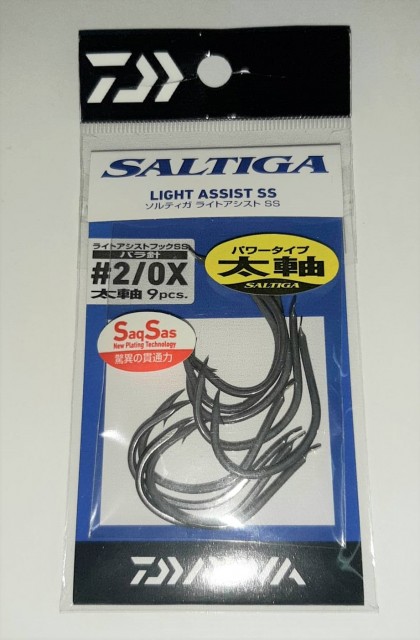 SALTIGA
LIGHT ASSIST SS
ソルティガ ライトアシスト SS
ライトアシストフックSS
バラ針
#2/0X
太軸 9pcs.
パワータイプ
太軸
SALTIGA
SaqSas
New Plating Technology
驚異の貫通力
DAIWA